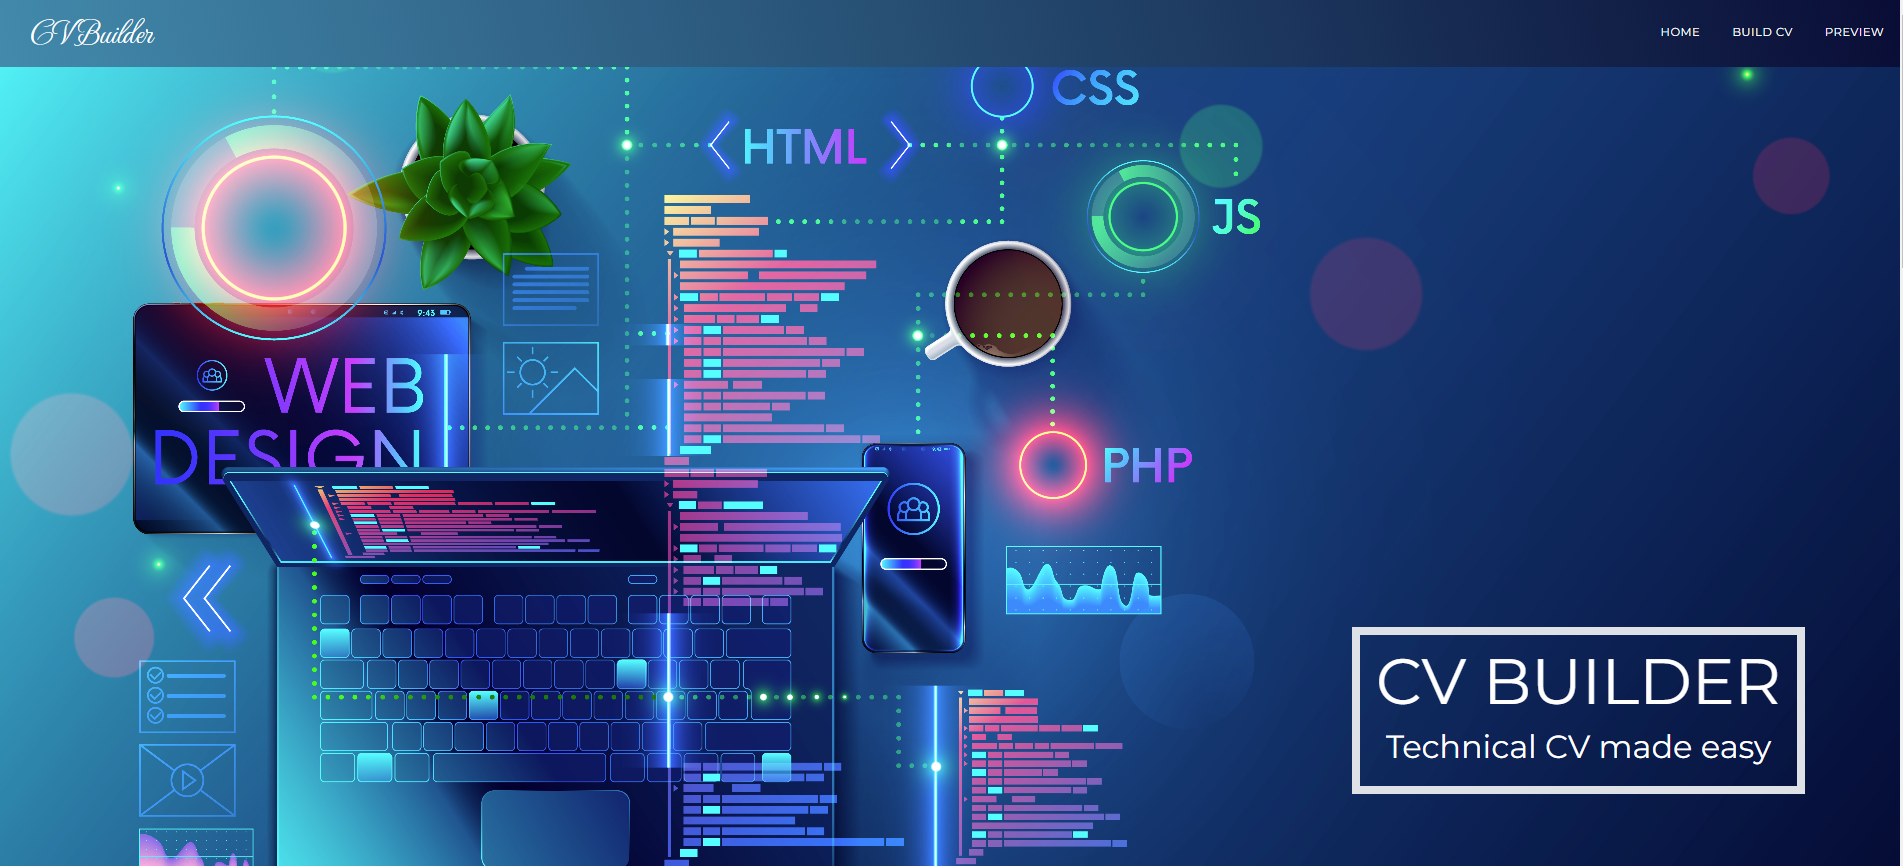 CVBuilder
HOME
BUILD CV
PREVIEW
CSS
HTML
JS
9:43
WEB
DESIGN
PHP
CV BUILDER
Technical CV made easy